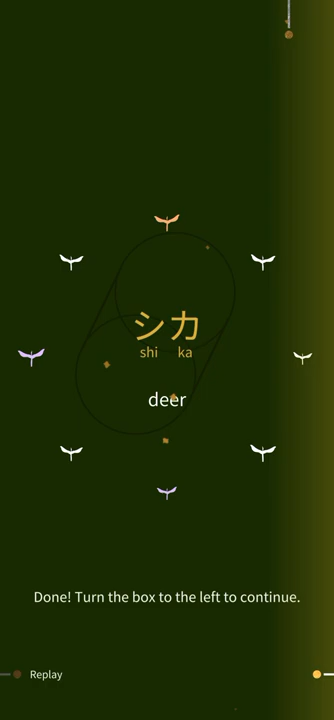 シカ
shi ka
deer
Done! Turn the box to the left to continue.
Replay